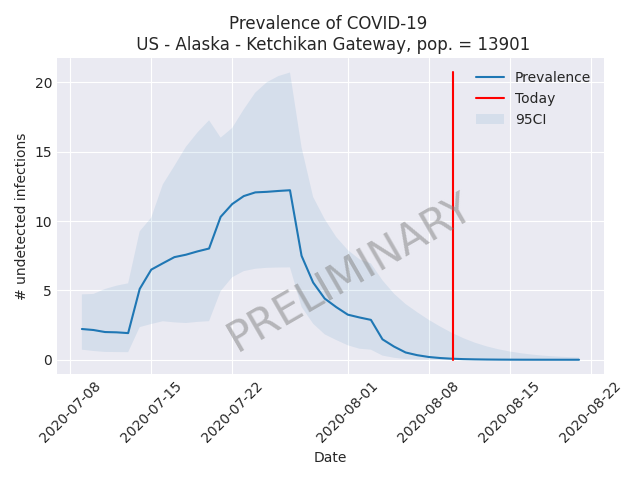 Prevalence of COVID-19
US - Alaska - Ketchikan Gateway, pop. = 13901
# undetected infections
20
15
10
5
0
Prevalence
Today
95CI
PRELIMINARY
2020-07-08
2020-07-15
2020-07-22
2020-08-01
2020-08-08
2020-08-15
2020-08-22
Date